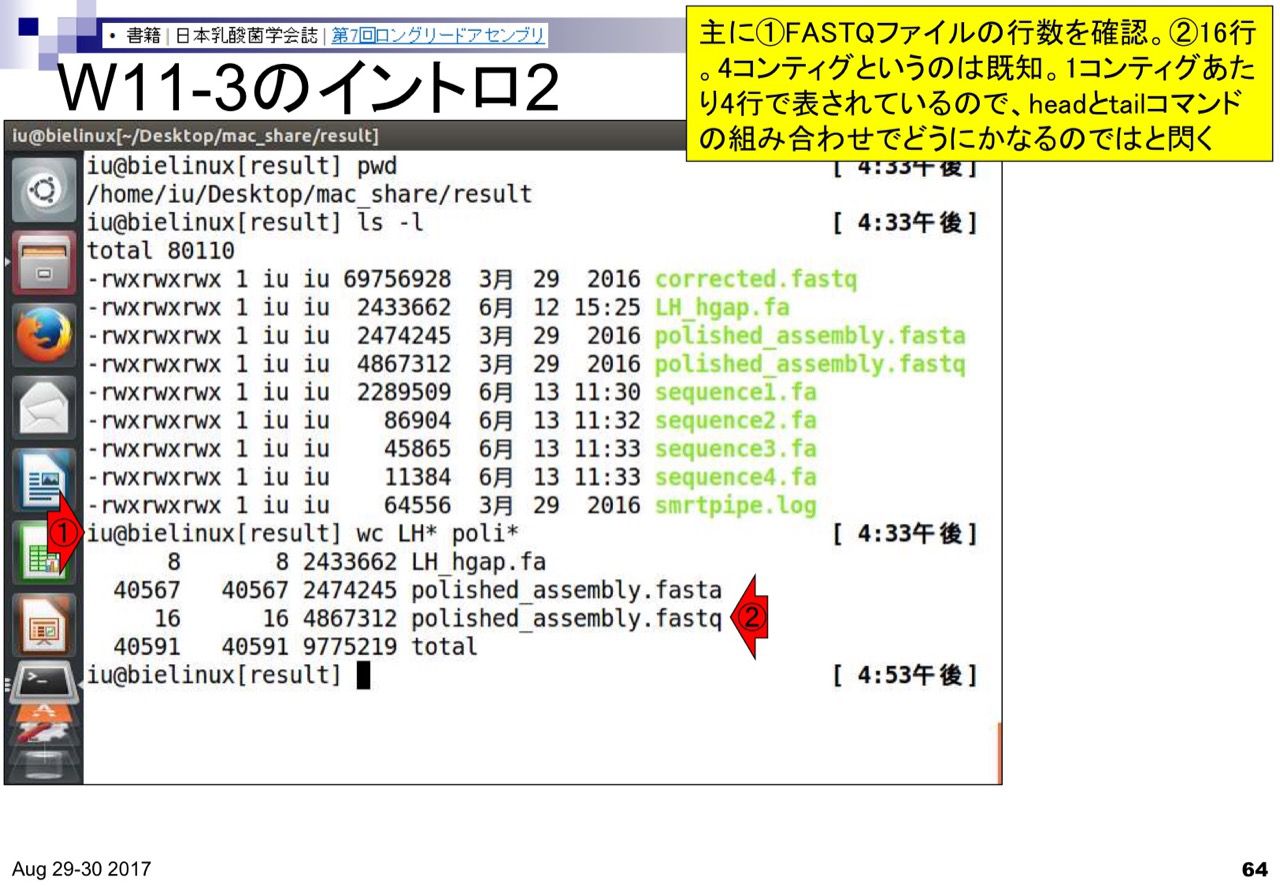 • 書籍 | 日本乳酸菌学会誌 | 第7回ロングリードアセンブリ
W11-3のイントロ2
主に①FASTQファイルの行数を確認。②16行
。4コンティグというのは既知。1コンティグあた
り4行で表されているので、headとtailコマンド
の組み合わせでどうにかなるのではと閃く
iu@bielinux[~/Desktop/mac_share/result]
iu@bielinux[result] pwd [ 4:33午後]
/home/iu/Desktop/mac_share/result
iu@bielinux[result] ls -l [ 4:33午後]
total 80110
-rwxrwxrwx 1 iu iu 69756928 3月 29 2016 corrected.fastq
-rwxrwxrwx 1 iu iu 2433662 6月 12 15:25 LH_hgap.fa
-rwxrwxrwx 1 iu iu 2474245 3月 29 2016 polished_assembly.fasta
-rwxrwxrwx 1 iu iu 4867312 3月 29 2016 polished_assembly.fastq
-rwxrwxrwx 1 iu iu 2289509 6月 13 11:30 sequence1.fa
-rwxrwxrwx 1 iu iu 86904 6月 13 11:32 sequence2.fa
-rwxrwxrwx 1 iu iu 45865 6月 13 11:33 sequence3.fa
-rwxrwxrwx 1 iu iu 11384 6月 13 11:33 sequence4.fa
-rwxrwxrwx 1 iu iu 64556 3月 29 2016 smrtpipe.log
① iu@bielinux[result] wc LH* poli* [ 4:33午後]
8 8 2433662 LH_hgap.fa
40567 40567 2474245 polished_assembly.fasta
16 16 4867312 polished_assembly.fastq ②
40591 40591 9775219 total
iu@bielinux[result] [ 4:53午後]
Aug 29-30 2017
64